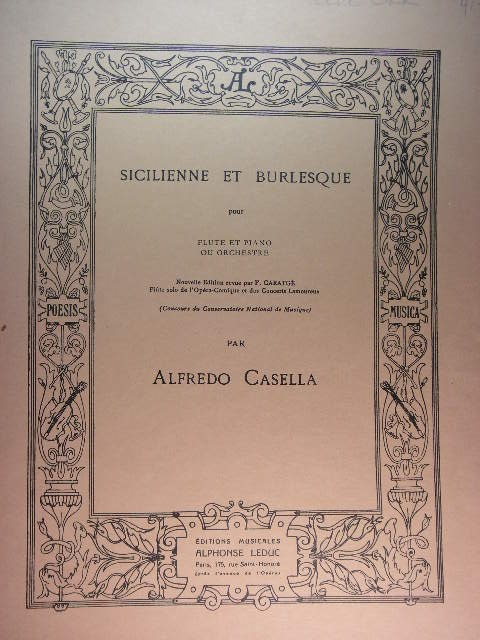 AL
SICILIENNE ET BURLESQUE
pour
FLUTE ET PIANO
OU ORCHESTRE
Nouvelle Edition revue par F. CARATGÉ
Flûte solo de l'Opéra-Comique et des Concerts Lamoureux
(Concours du Conservatoire National de Musique)
POESIS
MUSICA
PAR
ALFREDO CASELLA
ÉDITIONS MUSICALES
ALPHONSE LEDUC
Paris, 175, rue Saint-Honoré
(près l'avenue de l'Opéra)